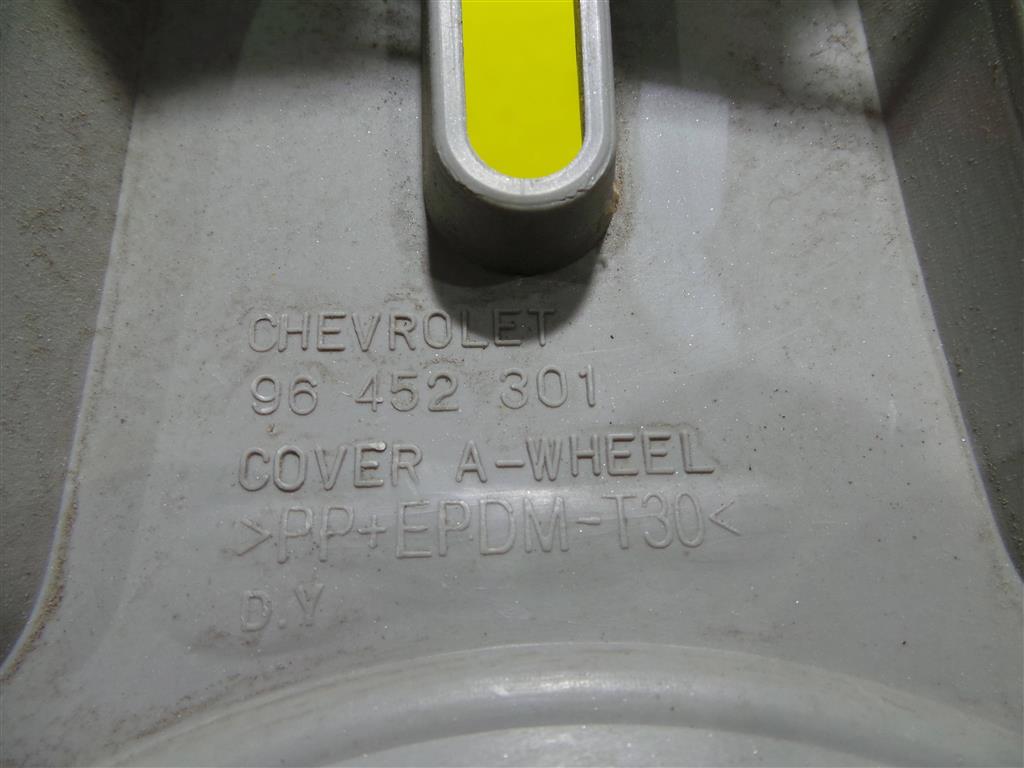 CHEVROLET
96 452 301
COVER A-WHEEL
>PP+EPDM-T30<
D.Y